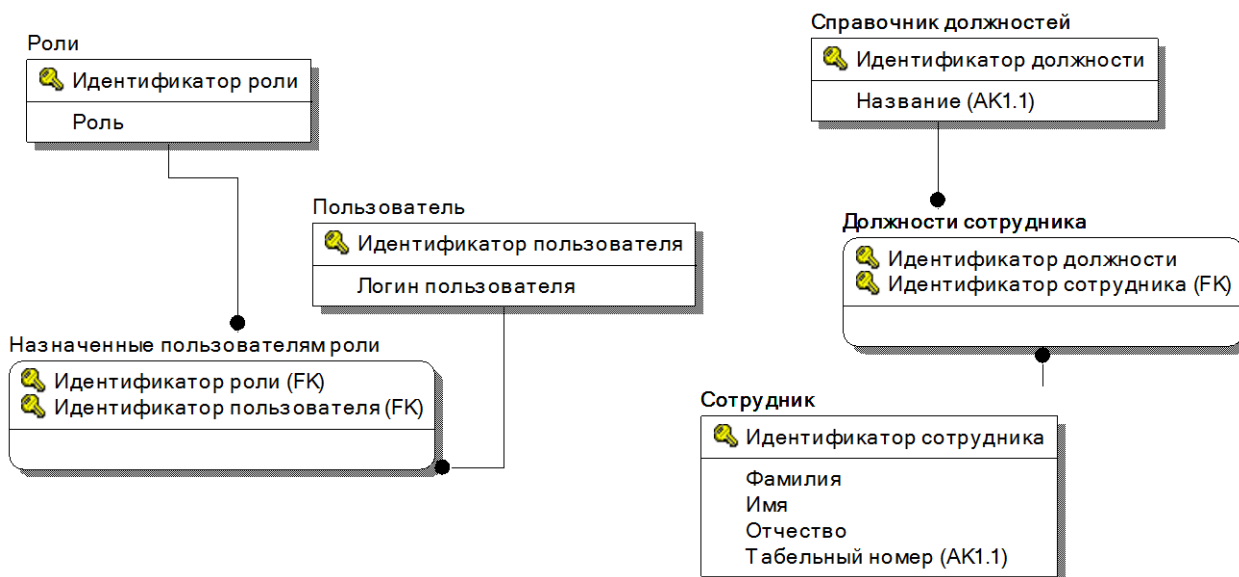 Роли
Идентификатор роли
Роль
Пользователь
Идентификатор пользователя
Логин пользователя
Назначенные пользователям роли
Идентификатор роли (FK)
Идентификатор пользователя (FK)
Справочник должностей
Идентификатор должности
Название (AK1.1)
Должности сотрудника
Идентификатор должности
Идентификатор сотрудника (FK)
Сотрудник
Идентификатор сотрудника
Фамилия
Имя
Отчество
Табельный номер (AK1.1)